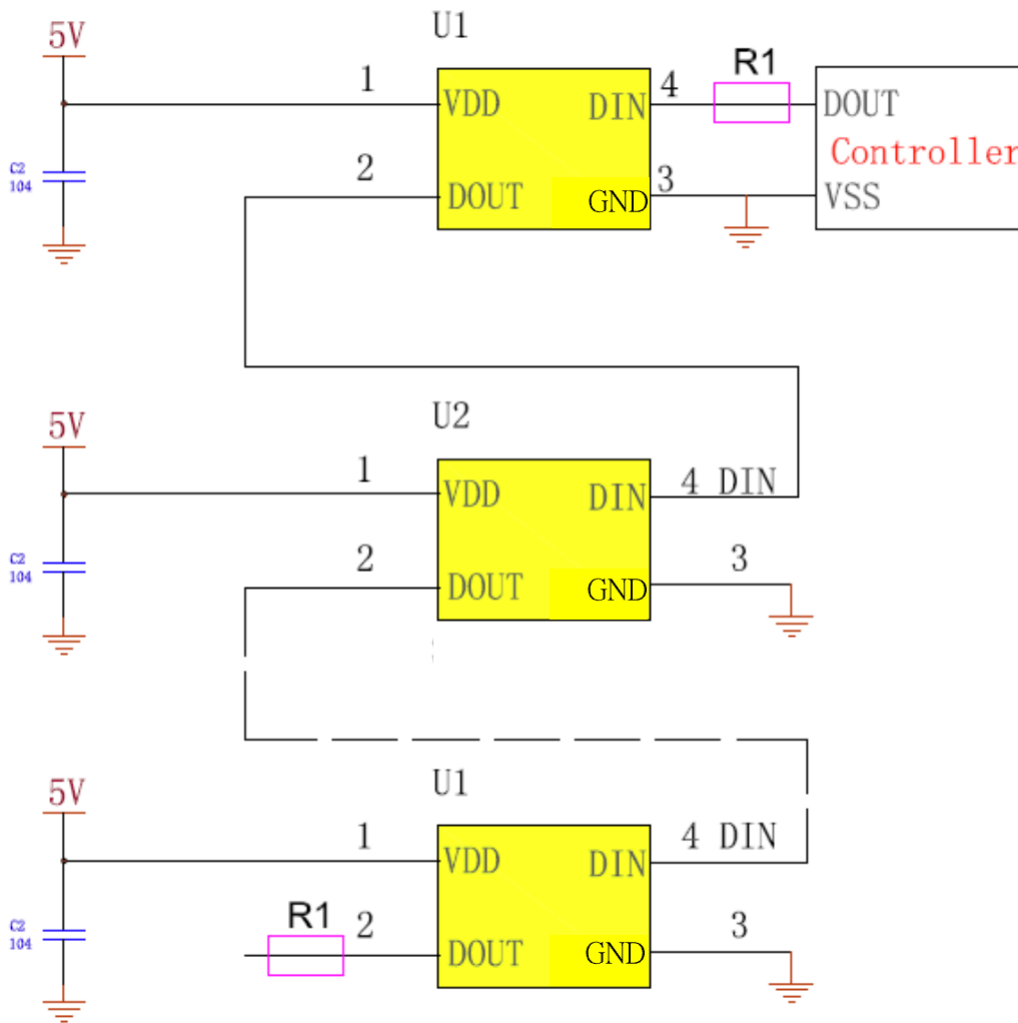 U1
5V
R1
1
4
VDD
DIN
DOUT
Controller
C2
104
2
3
DOUT
GND
VSS
U2
5V
1
4 DIN
VDD
DIN
C2
104
2
3
DOUT
GND
U1
5V
1
4 DIN
VDD
DIN
R1
C2
104
2
3
DOUT
GND